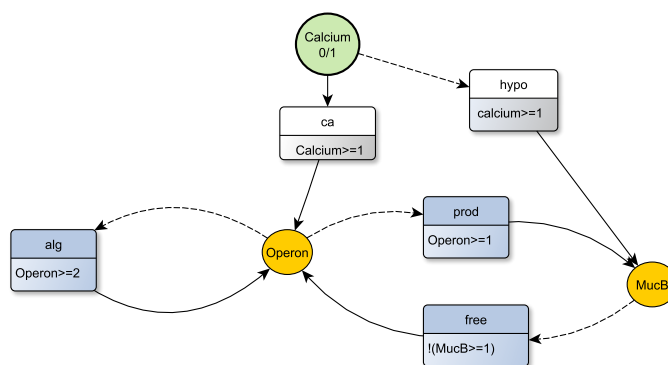 Calcium
0/1
hypo
calcium>=1
ca
Calcium>=1
prod
Operon>=1
alg
Operon>=2
Operon
MucB
free
!(MucB>=1)